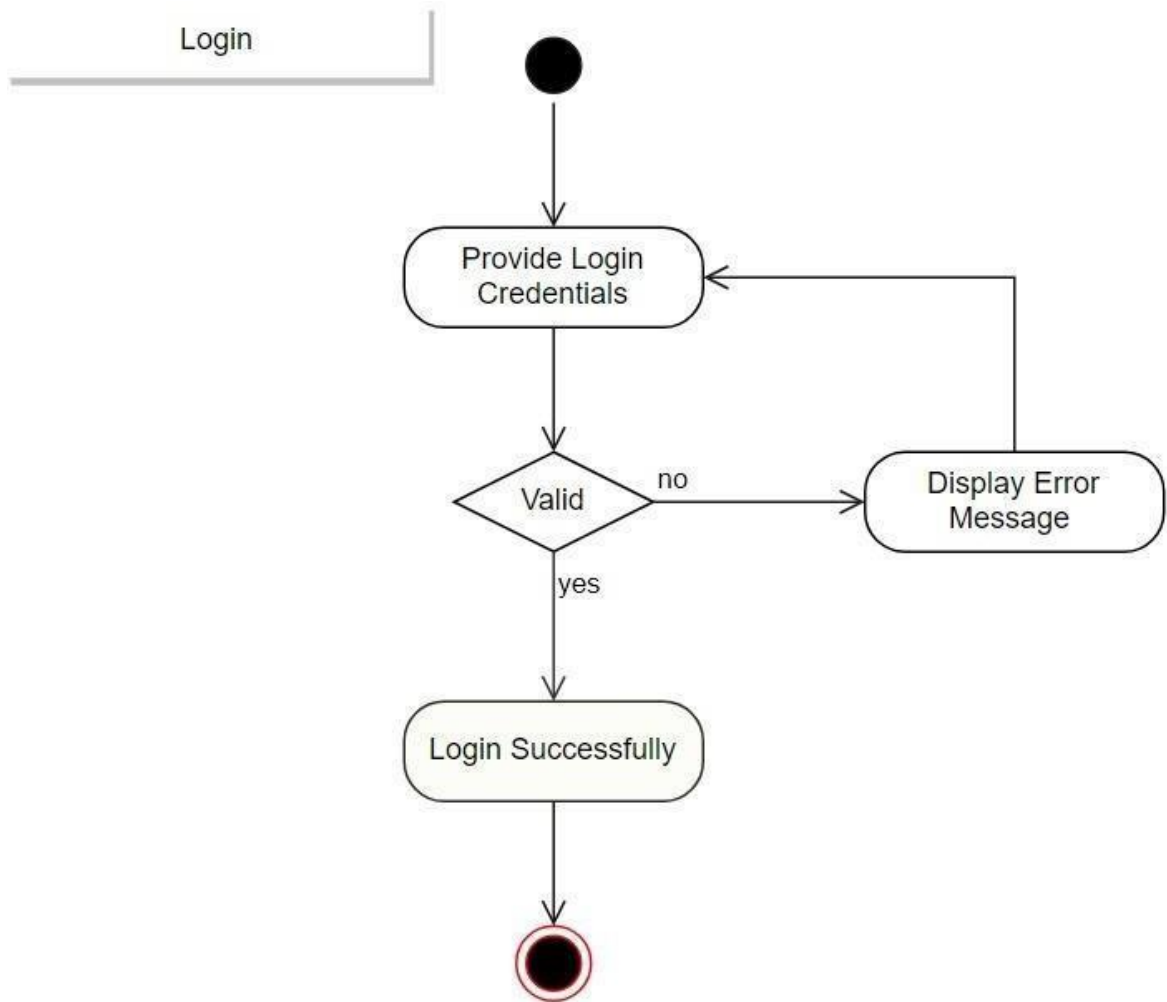 Login
Provide Login
Credentials
Valid
no
Display Error
Message
yes
Login Successfully